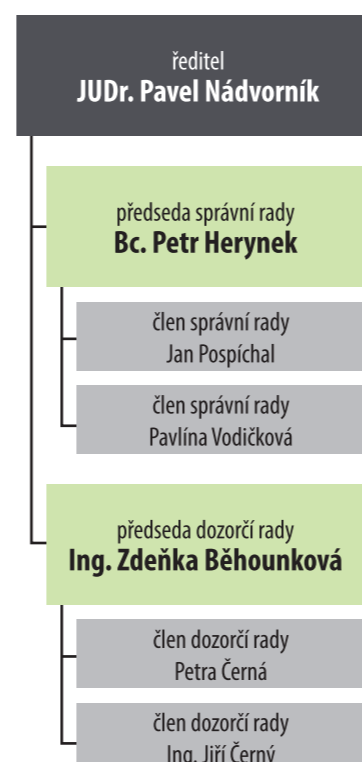 ředitel
JUDr. Pavel Nádvorník
předseda správní rady
Bc. Petr Herynek
člen správní rady
Jan Pospíchal
člen správní rady
Pavlína Vodičková
předseda dozorčí rady
Ing. Zdeňka Běhounková
člen dozorčí rady
Petra Černá
člen dozorčí rady
Ing. Jiří Černý